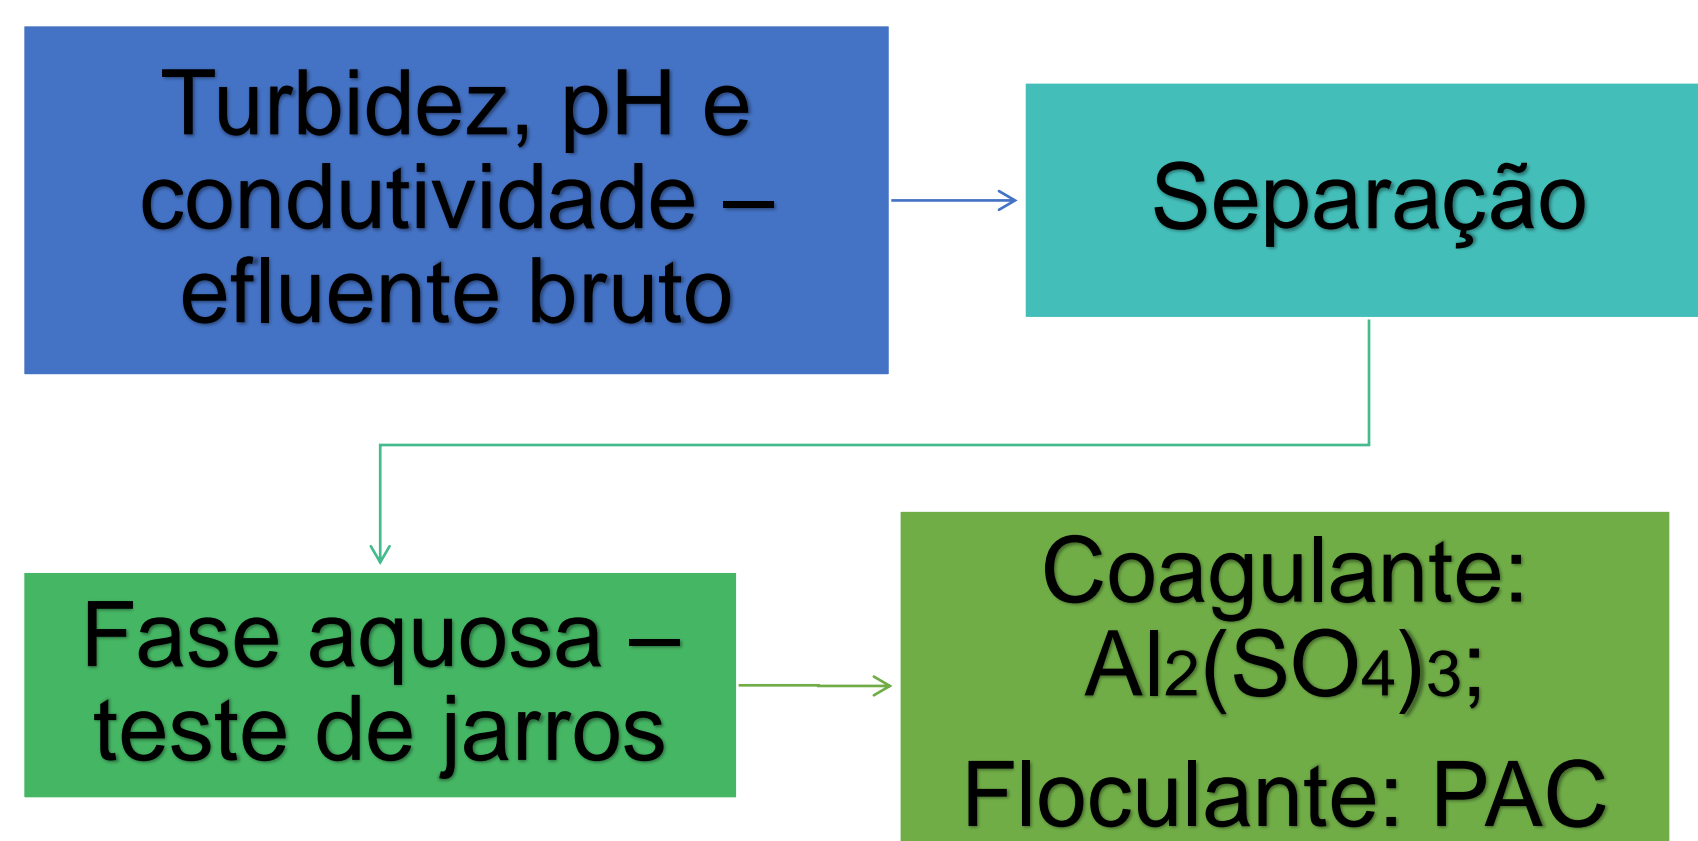 Turbidez, pH e
condutividade –
efluente bruto
Separação
Fase aquosa –
teste de jarros
Coagulante:
Al2(SO4)3;
Floculante: PAC